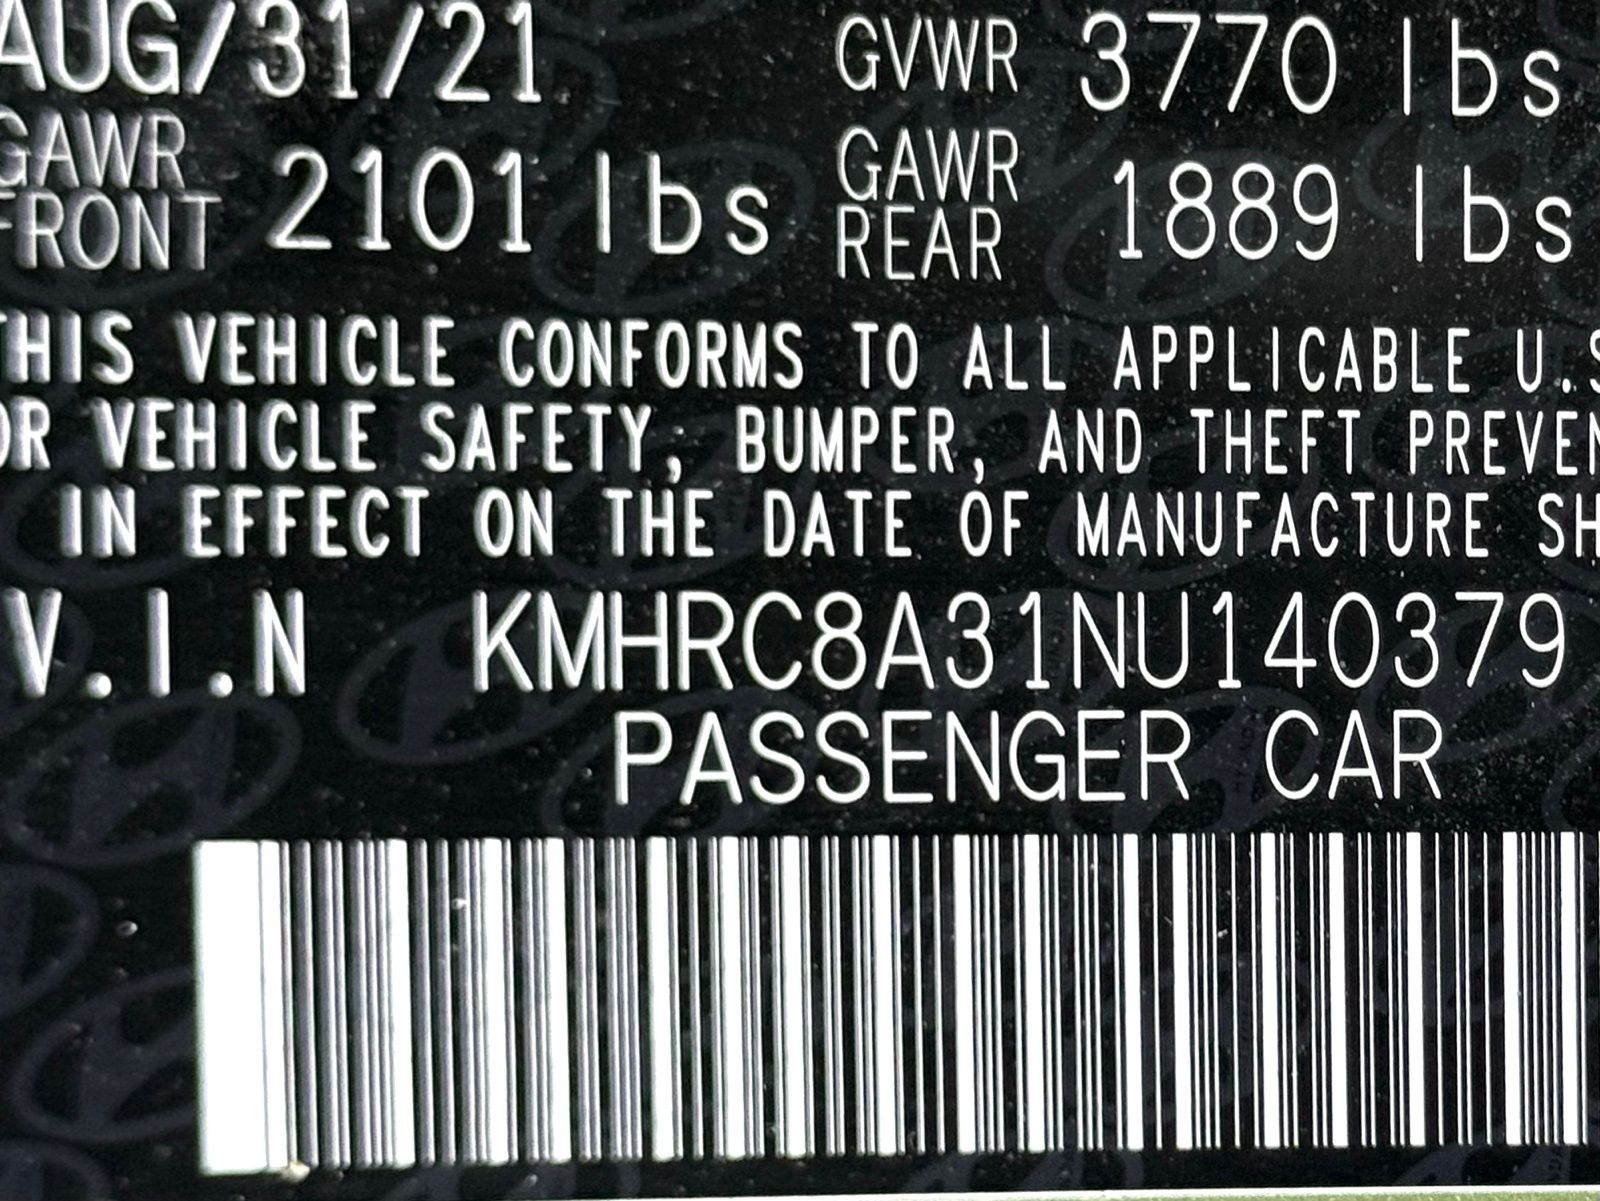 AUG/31/21 GVWR 3770 lbs
GAWR FRONT 2101 lbs GAWR REAR 1889 lbs
THIS VEHICLE CONFORMS TO ALL APPLICABLE U.S
OR VEHICLE SAFETY, BUMPER, AND THEFT PREVEN
IN EFFECT ON THE DATE OF MANUFACTURE SH
V.I.N KMHRC8A31NU140379
PASSENGER CAR